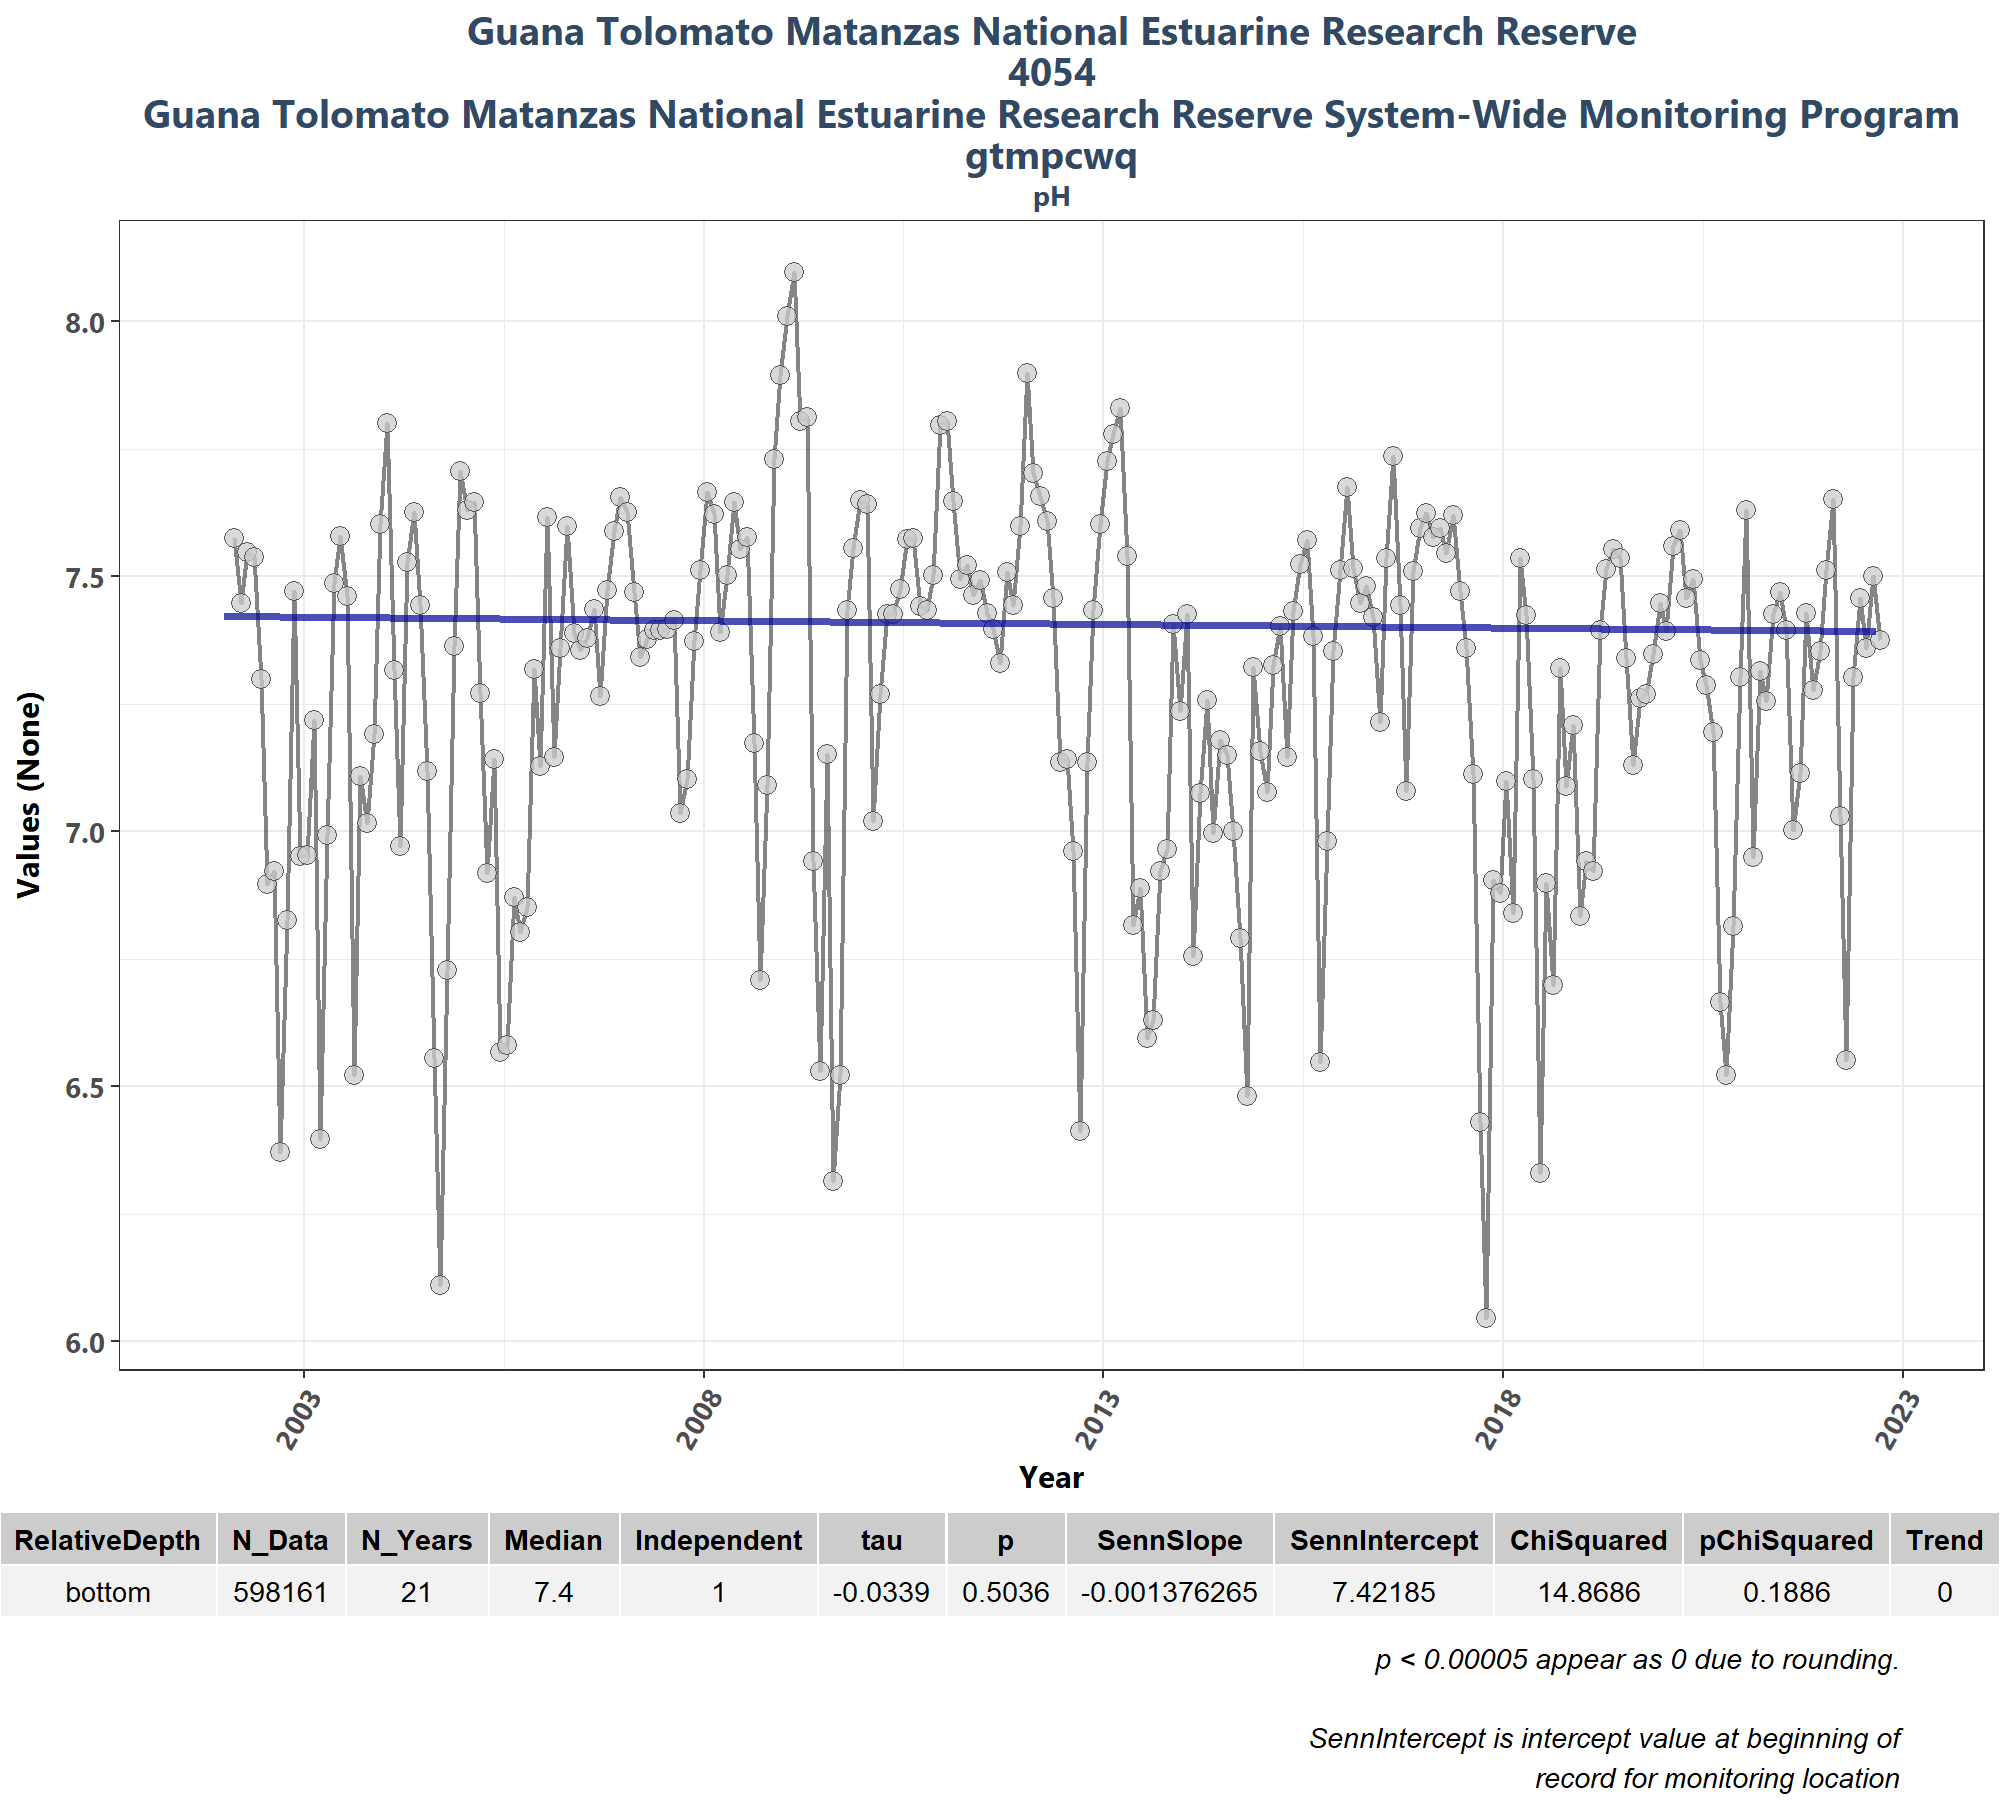 Guana Tolomato Matanzas National Estuarine Research Reserve
4054
Guana Tolomato Matanzas National Estuarine Research Reserve System-Wide Monitoring Program
gtmpcwq
pH
Values (None)
8.0
7.5
7.0
6.5
6.0
2003 2008 2013 2018 2023
Year
RelativeDepth N_Data N_Years Median Independent tau p SennSlope SennIntercept ChiSquared pChiSquared Trend
bottom 598161 21 7.4 1 -0.0339 0.5036 -0.001376265 7.42185 14.8686 0.1886 0
p < 0.00005 appear as 0 due to rounding.
SennIntercept is intercept value at beginning of
record for monitoring location